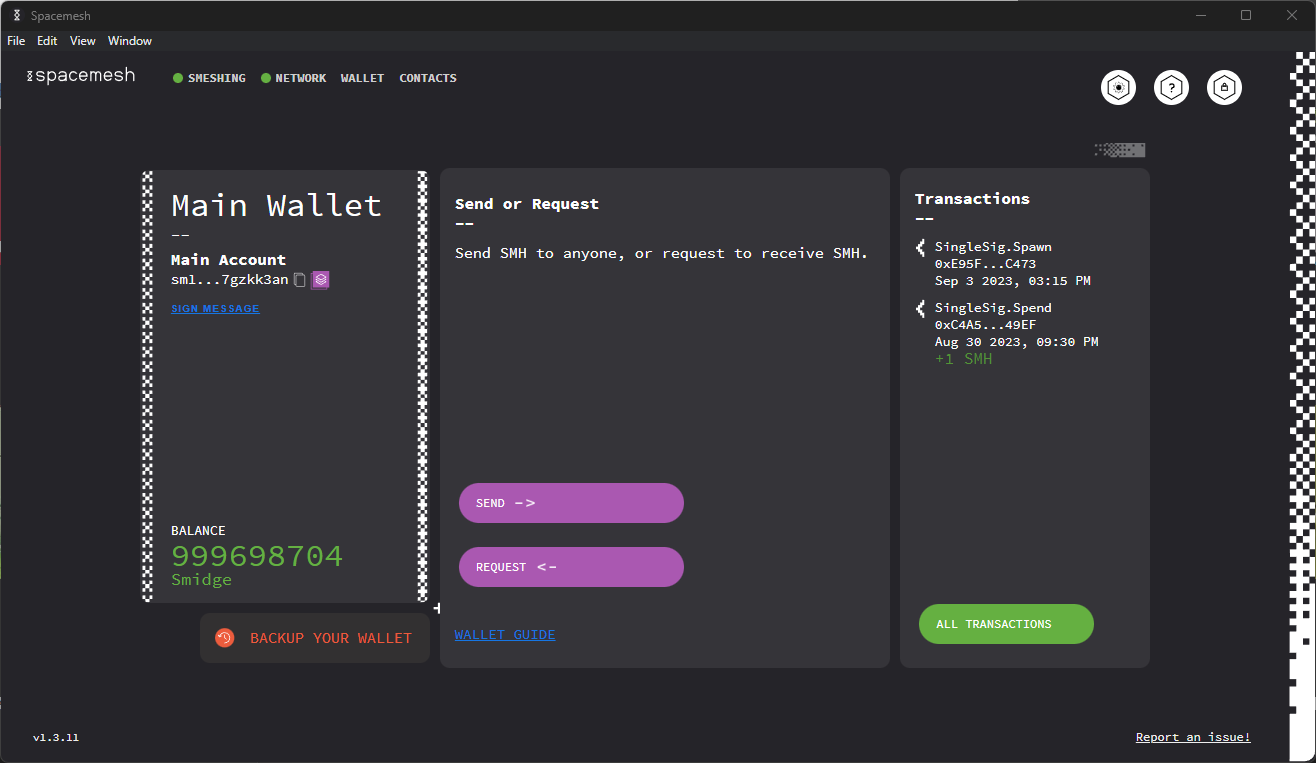 Spacemesh
File Edit View Window
spacemesh
SMESHING NETWORK WALLET CONTACTS
?
Main Wallet
--
Main Account
sm1...7gzkk3an
SIGN MESSAGE
BALANCE
999698704
Smidge
BACKUP YOUR WALLET
Send or Request
--
Send SMH to anyone, or request to receive SMH.
SEND ->
REQUEST <-
WALLET GUIDE
Transactions
--
SingleSig.Spawn
0xE95F...C473
Sep 3 2023, 03:15 PM
SingleSig.Spend
0xC4A5...49EF
Aug 30 2023, 09:30 PM
+1 SMH
ALL TRANSACTIONS
v1.3.11
Report an issue!